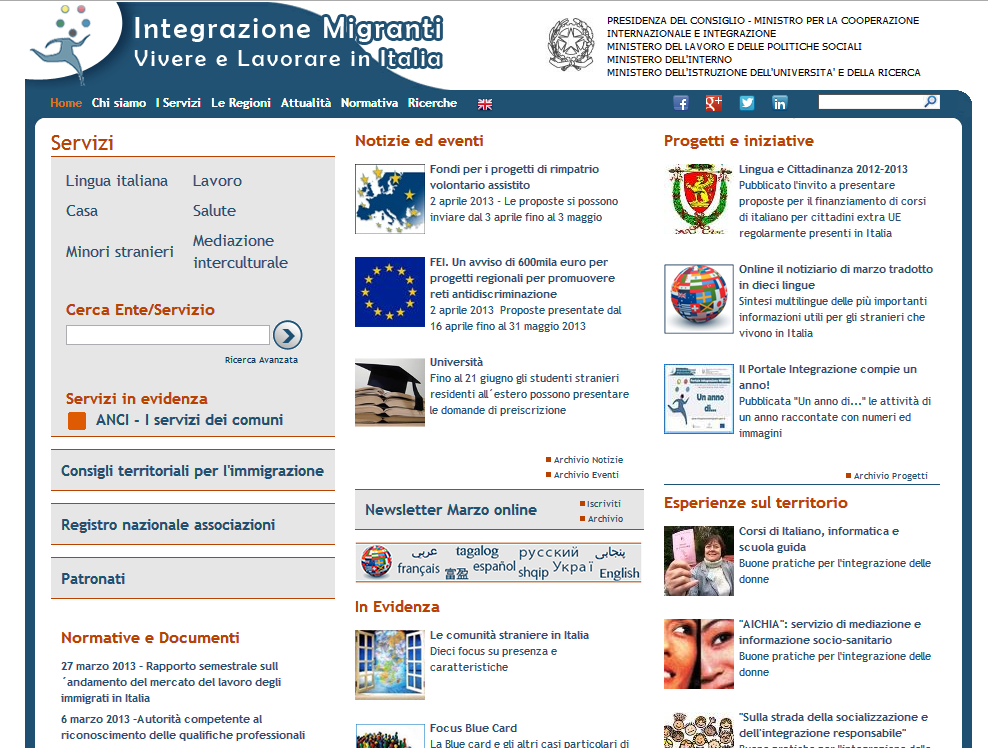 Integrazione Migranti
Vivere e Lavorare in Italia
PRESIDENZA DEL CONSIGLIO - MINISTRO PER LA COOPERAZIONE
INTERNAZIONALE E INTEGRAZIONE
MINISTERO DEL LAVORO E DELLE POLITICHE SOCIALI
MINISTERO DELL'INTERNO
MINISTERO DELL'ISTRUZIONE DELL'UNIVERSITA' E DELLA RICERCA
Home Chi siamo I Servizi Le Regioni Attualità Normativa Ricerche
Servizi
Lingua italiana Lavoro
Casa Salute
Minori stranieri Mediazione
interculturale
Cerca Ente/Servizio
Ricerca Avanzata
Servizi in evidenza
ANCI - I servizi dei comuni
Consigli territoriali per l'immigrazione
Registro nazionale associazioni
Patronati
Normative e Documenti
27 marzo 2013 - Rapporto semestrale sull
´andamento del mercato del lavoro degli
immigrati in Italia
6 marzo 2013 -Autorità competente al
riconoscimento delle qualifiche professionali
Notizie ed eventi
Fondi per i progetti di rimpatrio
volontario assistito
2 aprile 2013 - Le proposte si possono
inviare dal 3 aprile fino al 3 maggio
FEI. Un avviso di 600mila euro per
progetti regionali per promuovere
reti antidiscriminazione
2 aprile 2013 Proposte presentate dal
16 aprile fino al 31 maggio 2013
Università
Fino al 21 giugno gli studenti stranieri
residenti all´estero possono presentare
le domande di preiscrizione
Archivio Notizie
Archivio Eventi
Newsletter Marzo online
Iscriviti
Archivio
عربي tagalog русский پنجابی
français 富盈 español shqip Украї English
In Evidenza
Le comunità straniere in Italia
Dieci focus su presenza e
caratteristiche
Focus Blue Card
La Blue card e gli altri casi particolari di
Progetti e iniziative
Lingua e Cittadinanza 2012-2013
Pubblicato l'invito a presentare
proposte per il finanziamento di corsi
di italiano per cittadini extra UE
regolarmente presenti in Italia
Online il notiziario di marzo tradotto
in dieci lingue
Sintesi multilingue delle più importanti
informazioni utili per gli stranieri che
vivono in Italia
Un anno
di...
Il Portale Integrazione compie un
anno!
Pubblicata "Un anno di..." le attività di
un anno raccontate con numeri ed
immagini
Archivio Progetti
Esperienze sul territorio
Corsi di Italiano, informatica e
scuola guida
Buone pratiche per l'integrazione delle
donne
"AICHIA": servizio di mediazione e
informazione socio-sanitario
Buone pratiche per l'integrazione delle
donne
"Sulla strada della socializzazione e
dell'integrazione responsabile"
Buone pratiche per l'integrazione delle